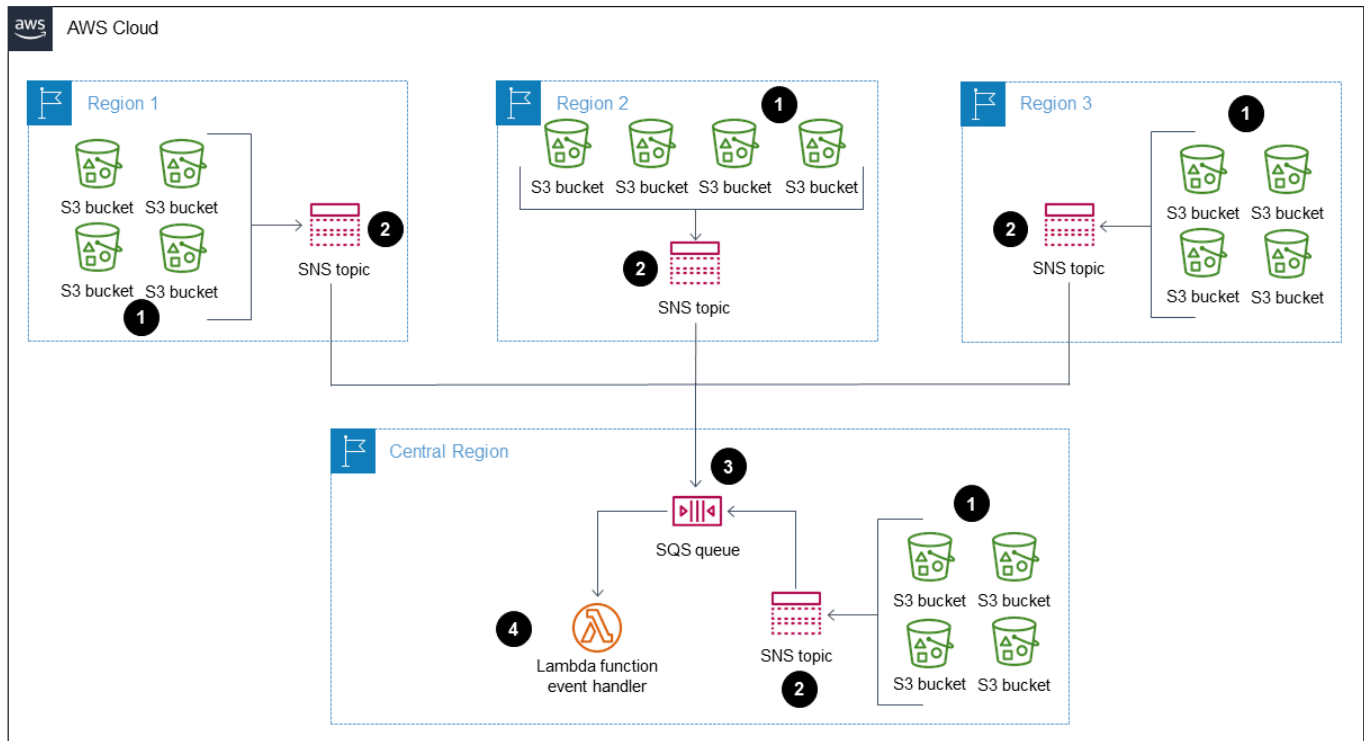 aws
AWS Cloud
Region 1
S3 bucket
S3 bucket
S3 bucket
S3 bucket
1
SNS topic
2
Region 2
1
S3 bucket
S3 bucket
S3 bucket
S3 bucket
2
SNS topic
Region 3
1
S3 bucket
S3 bucket
S3 bucket
S3 bucket
2
SNS topic
Central Region
3
SQS queue
4
Lambda function
event handler
SNS topic
2
1
S3 bucket
S3 bucket
S3 bucket
S3 bucket